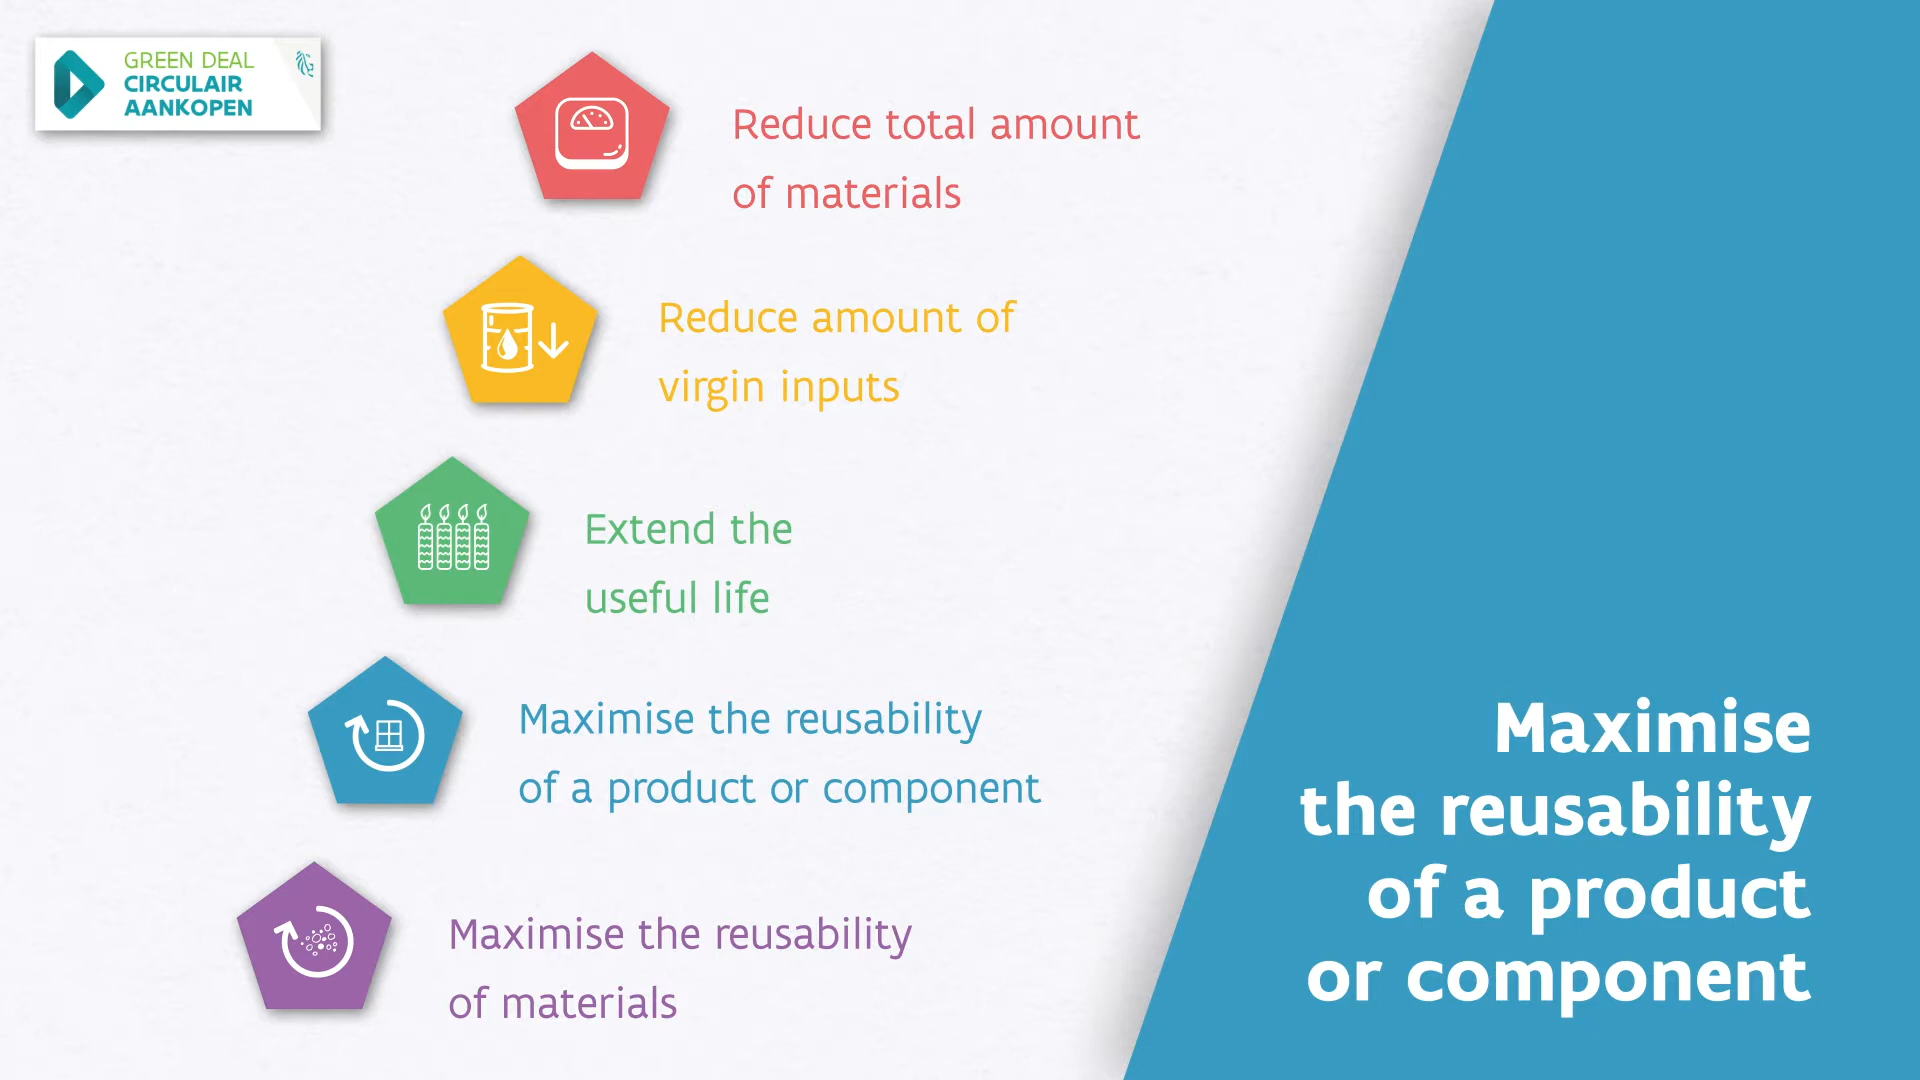 GREEN DEAL
CIRCULAIR
AANKOPEN
Reduce total amount
of materials
Reduce amount of
virgin inputs
Extend the
useful life
Maximise the reusability
of a product or component
Maximise the reusability
of materials
Maximise
the reusability
of a product
or component